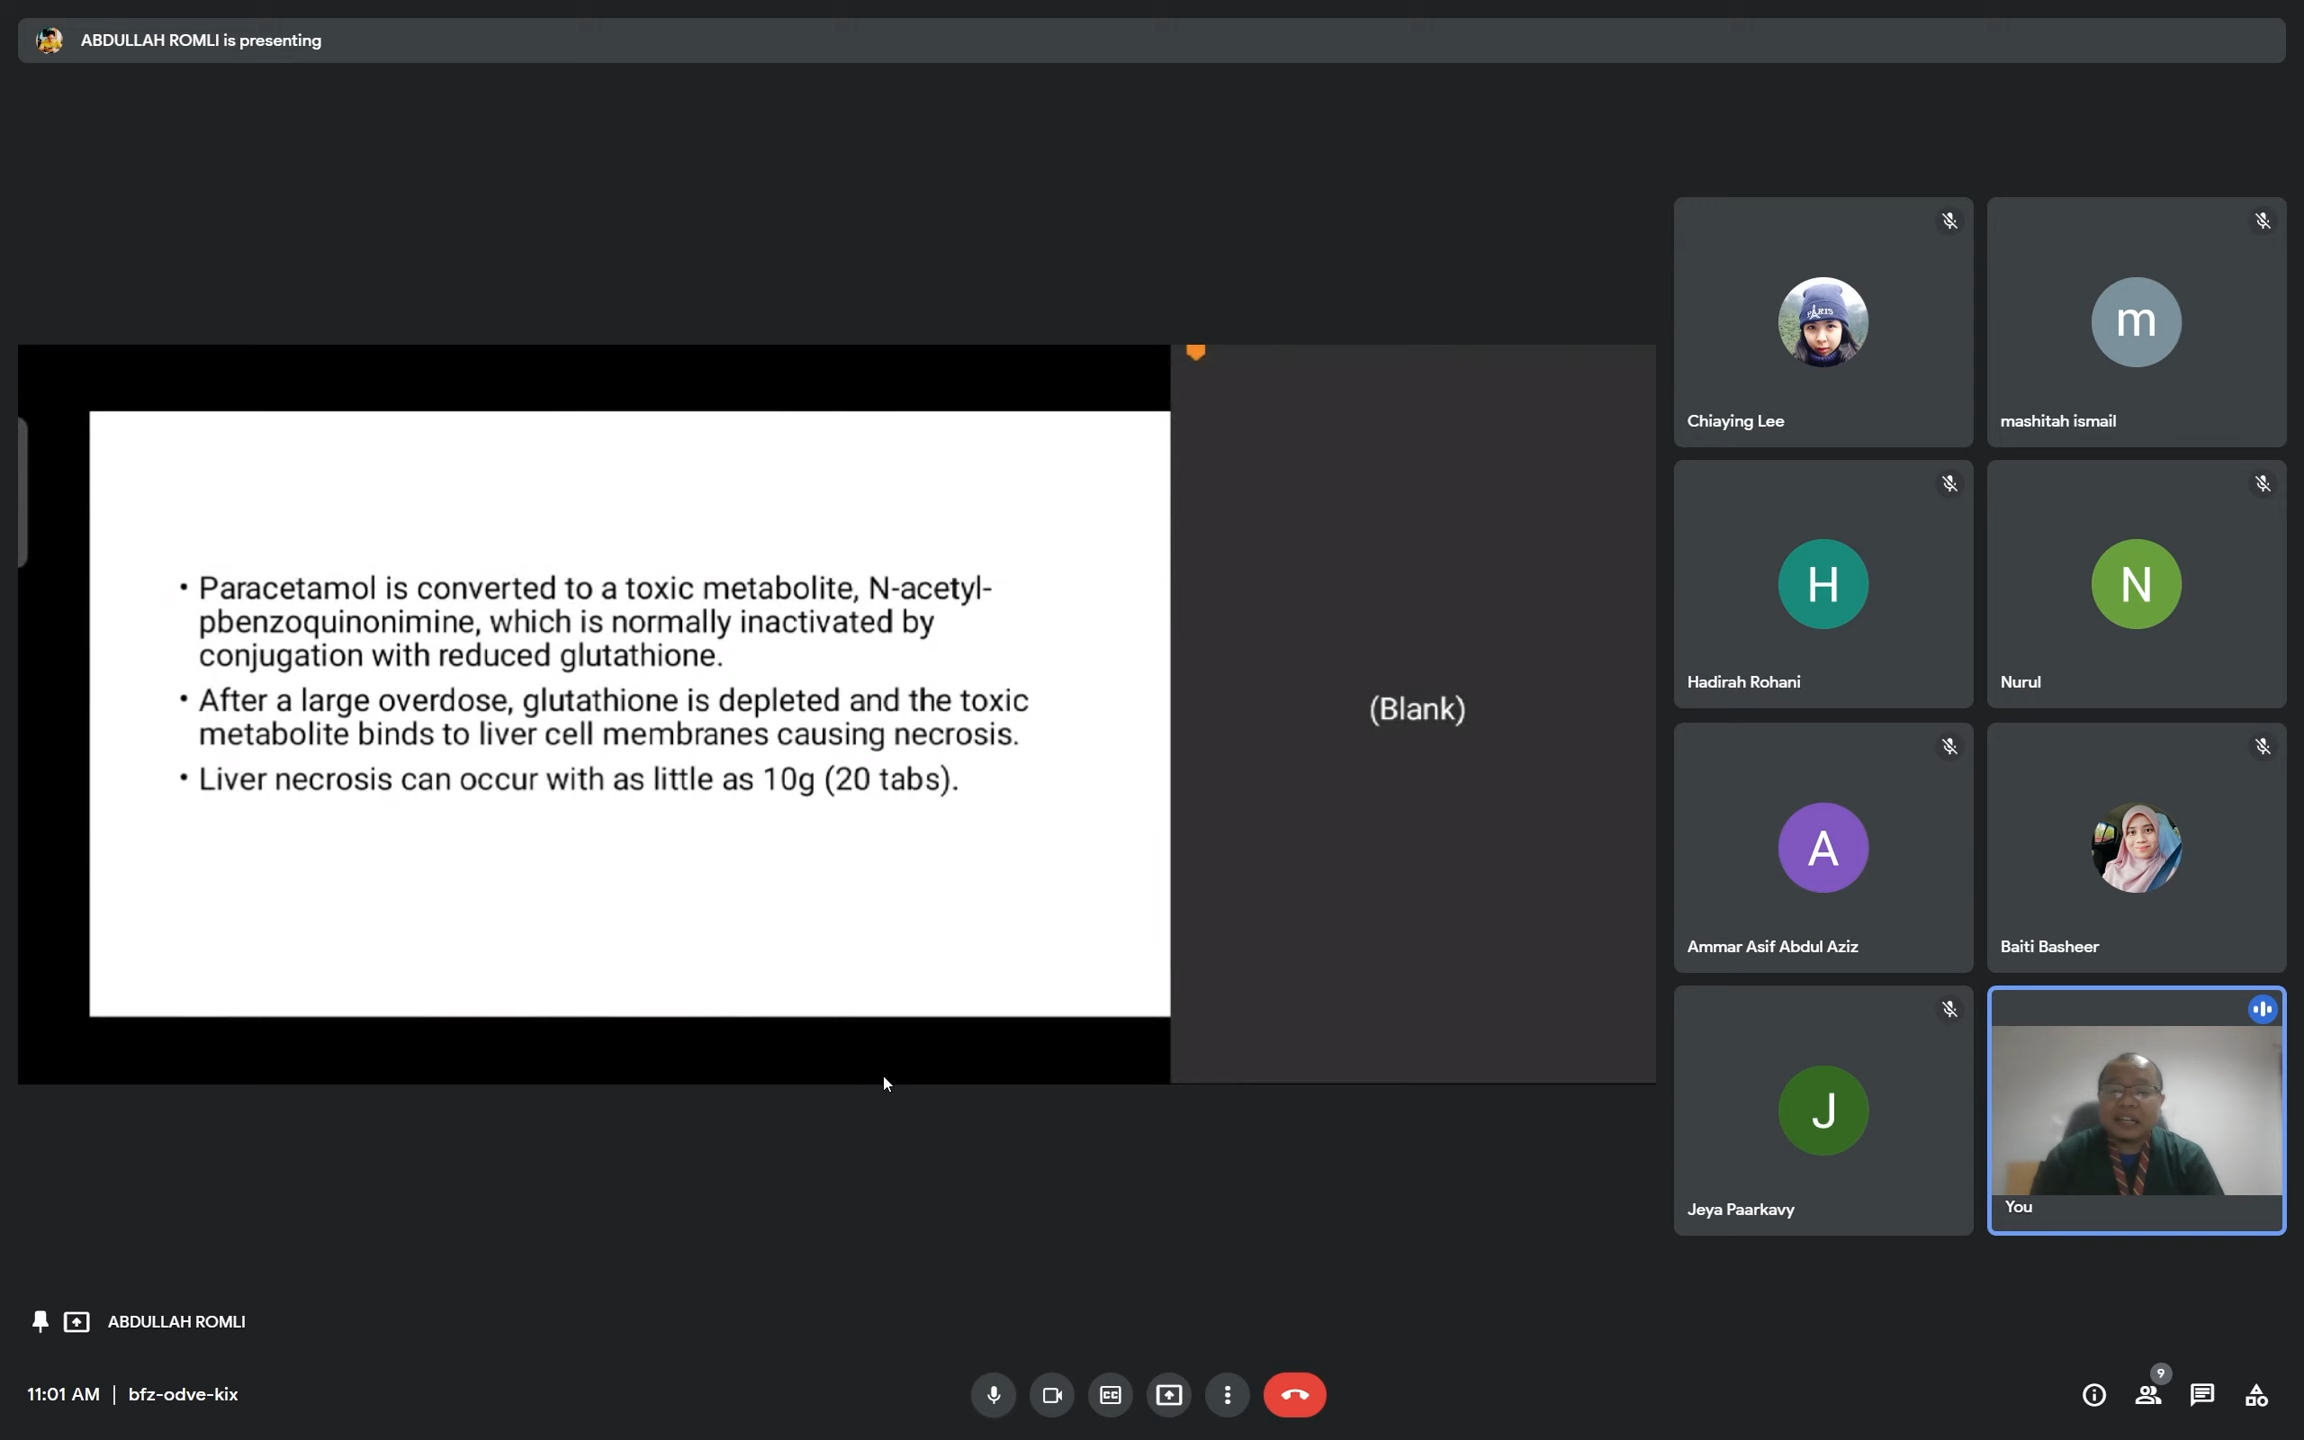 ABDULLAH ROMLI is presenting
• Paracetamol is converted to a toxic metabolite, N-acetyl-
pbenzoquinonimine, which is normally inactivated by
conjugation with reduced glutathione.
• After a large overdose, glutathione is depleted and the toxic
metabolite binds to liver cell membranes causing necrosis.
• Liver necrosis can occur with as little as 10g (20 tabs).
(Blank)
PARIS
Chiaying Lee
m
mashitah ismail
H
Hadirah Rohani
N
Nurul
A
Ammar Asif Abdul Aziz
Baiti Basheer
J
Jeya Paarkavy
You
ABDULLAH ROMLI
11:01 AM | bfz-odve-kix
CC
9